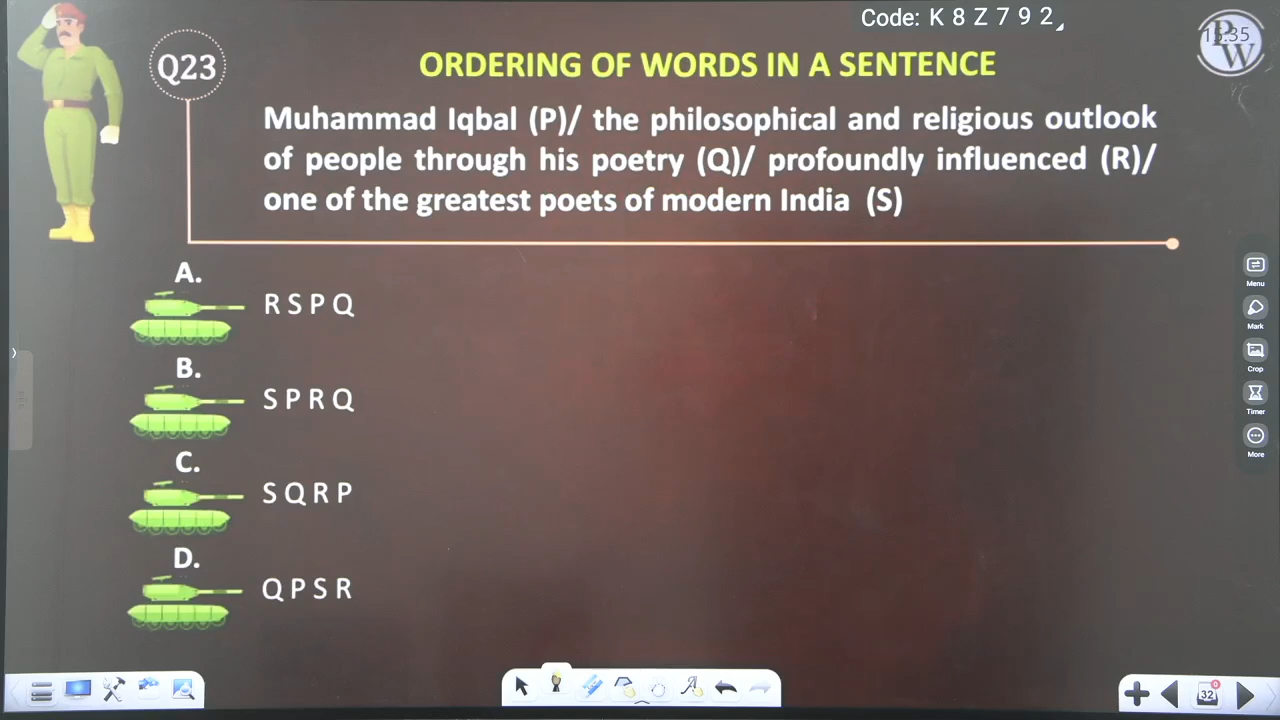 Code: K 8 Z 7 9 2
Q23
ORDERING OF WORDS IN A SENTENCE
PW
Muhammad Iqbal (P)/ the philosophical and religious outlook
of people through his poetry (Q)/ profoundly influenced (R)/
one of the greatest poets of modern India (S)
A.
R S P Q
B.
S P R Q
C.
S Q R P
D.
Q P S R
Menu
Mark
Crop
Timer
More
32